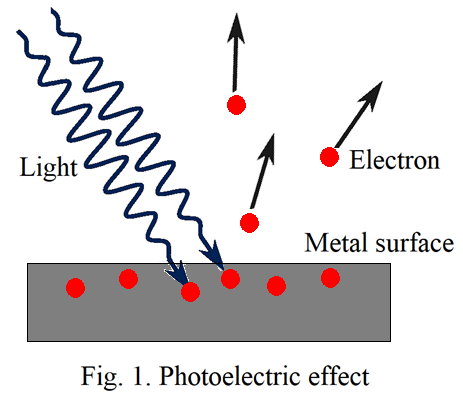 Light
Electron
Metal surface
Fig. 1. Photoelectric effect